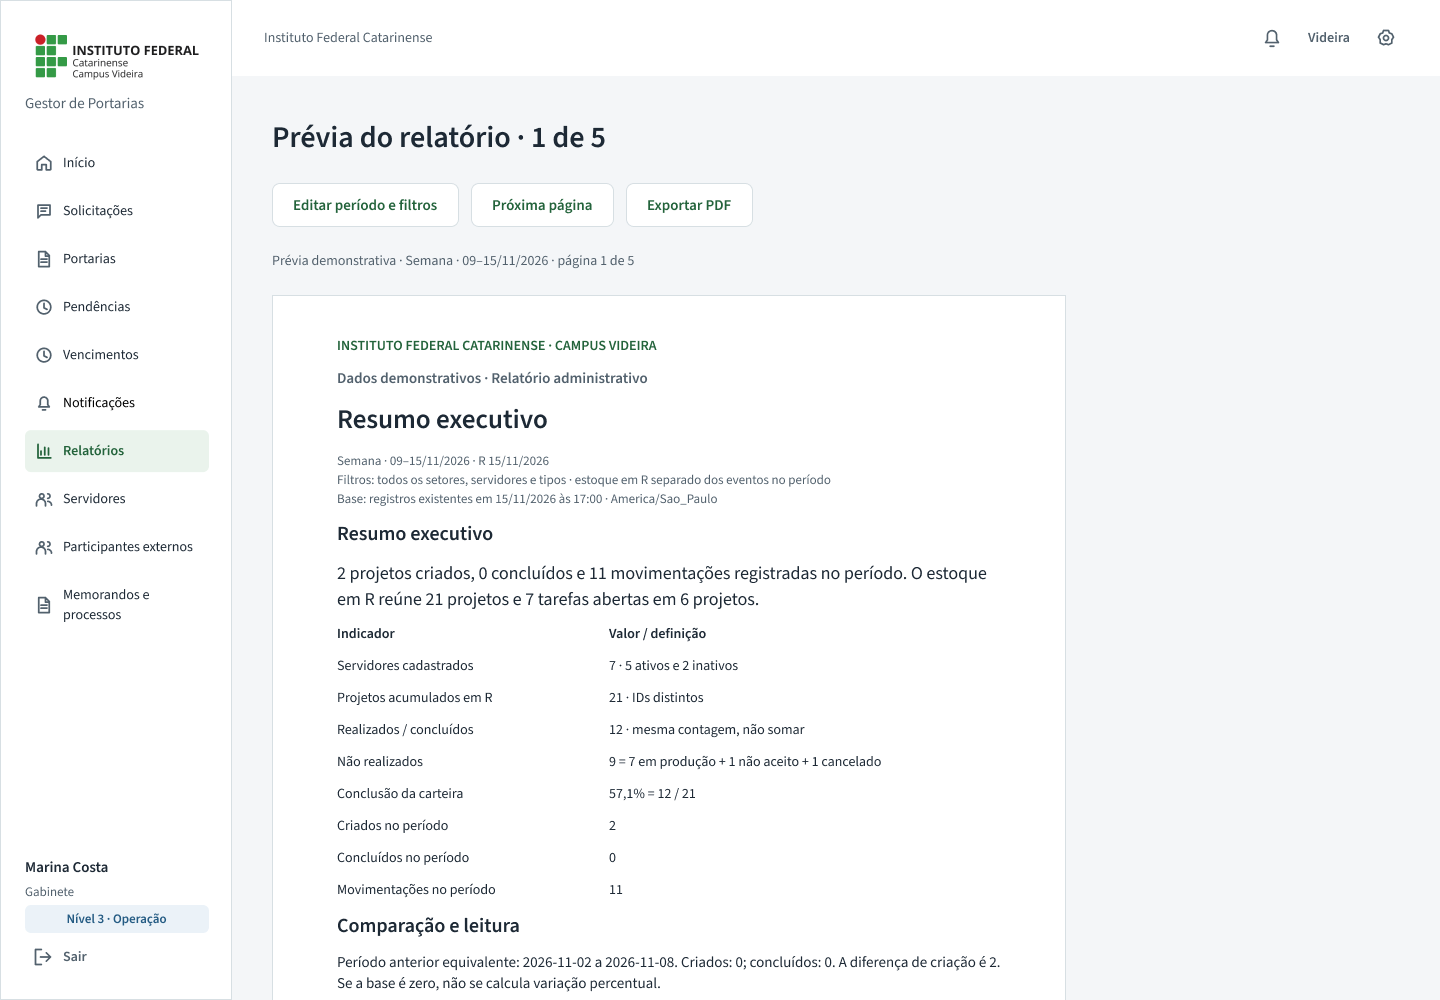 INSTITUTO FEDERAL
Catarinense
Campus Videira
Gestor de Portarias
Início
Solicitações
Portarias
Pendências
Vencimentos
Notificações
Relatórios
Servidores
Participantes externos
Memorandos e
processos
Marina Costa
Gabinete
Nível 3 · Operação
Sair
Instituto Federal Catarinense
Videira
Prévia do relatório · 1 de 5
Editar período e filtros
Próxima página
Exportar PDF
Prévia demonstrativa · Semana · 09–15/11/2026 · página 1 de 5
INSTITUTO FEDERAL CATARINENSE · CAMPUS VIDEIRA
Dados demonstrativos · Relatório administrativo
Resumo executivo
Semana · 09–15/11/2026 · R 15/11/2026
Filtros: todos os setores, servidores e tipos · estoque em R separado dos eventos no período
Base: registros existentes em 15/11/2026 às 17:00 · America/Sao_Paulo
Resumo executivo
2 projetos criados, 0 concluídos e 11 movimentações registradas no período. O estoque
em R reúne 21 projetos e 7 tarefas abertas em 6 projetos.
Indicador Valor / definição
Servidores cadastrados 7 · 5 ativos e 2 inativos
Projetos acumulados em R 21 · IDs distintos
Realizados / concluídos 12 · mesma contagem, não somar
Não realizados 9 = 7 em produção + 1 não aceito + 1 cancelado
Conclusão da carteira 57,1% = 12 / 21
Criados no período 2
Concluídos no período 0
Movimentações no período 11
Comparação e leitura
Período anterior equivalente: 2026-11-02 a 2026-11-08. Criados: 0; concluídos: 0. A diferença de criação é 2.
Se a base é zero, não se calcula variação percentual.